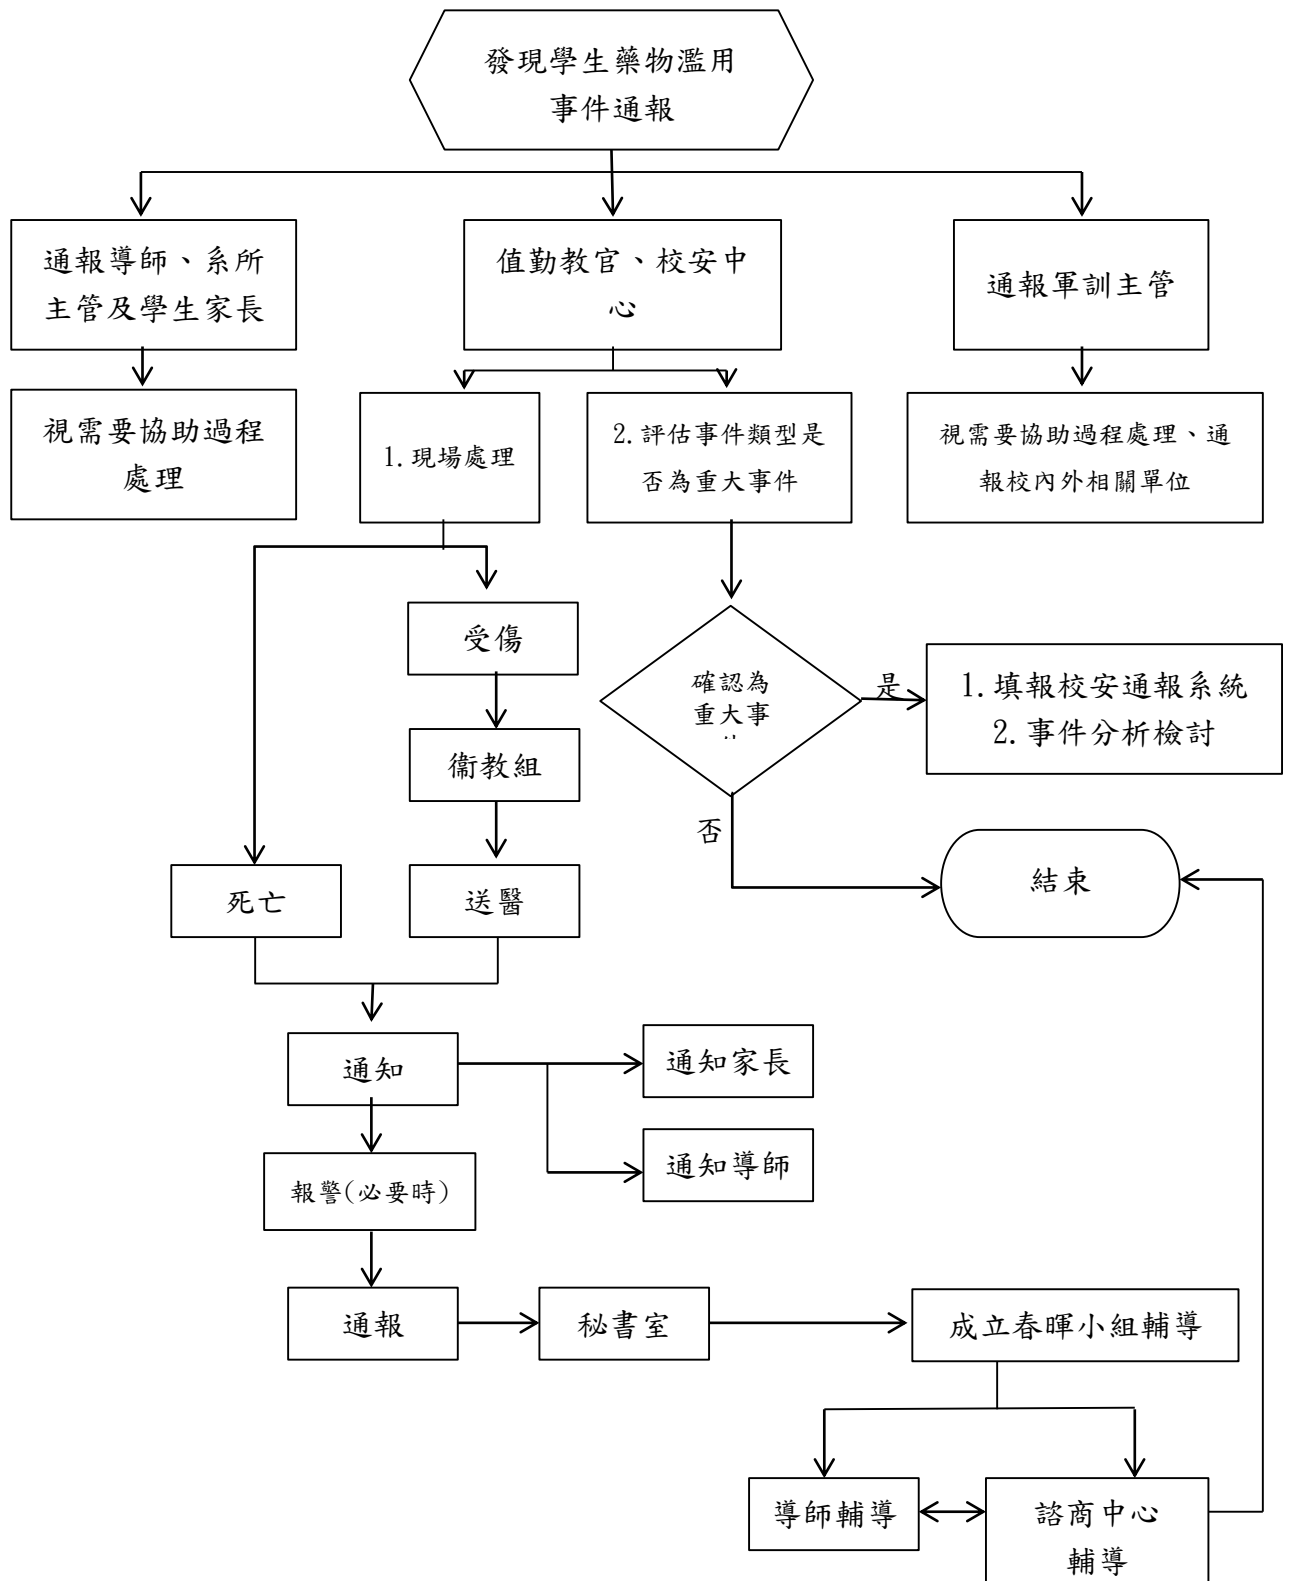 發現學生藥物濫用
事件通報
通報導師、系所
主管及學生家長
值勤教官、校安中
心
通報軍訓主管
視需要協助過程
處理
1.現場處理
2.評估事件類型是
否為重大事件
視需要協助過程處理、通
報校內外相關單位
受傷
確認為
重大事
是
1.填報校安通報系統
2.事件分析檢討
衛教組
否
死亡
送醫
結束
通知
通知家長
通知導師
報警(必要時)
通報
秘書室
成立春暉小組輔導
導師輔導
諮商中心
輔導